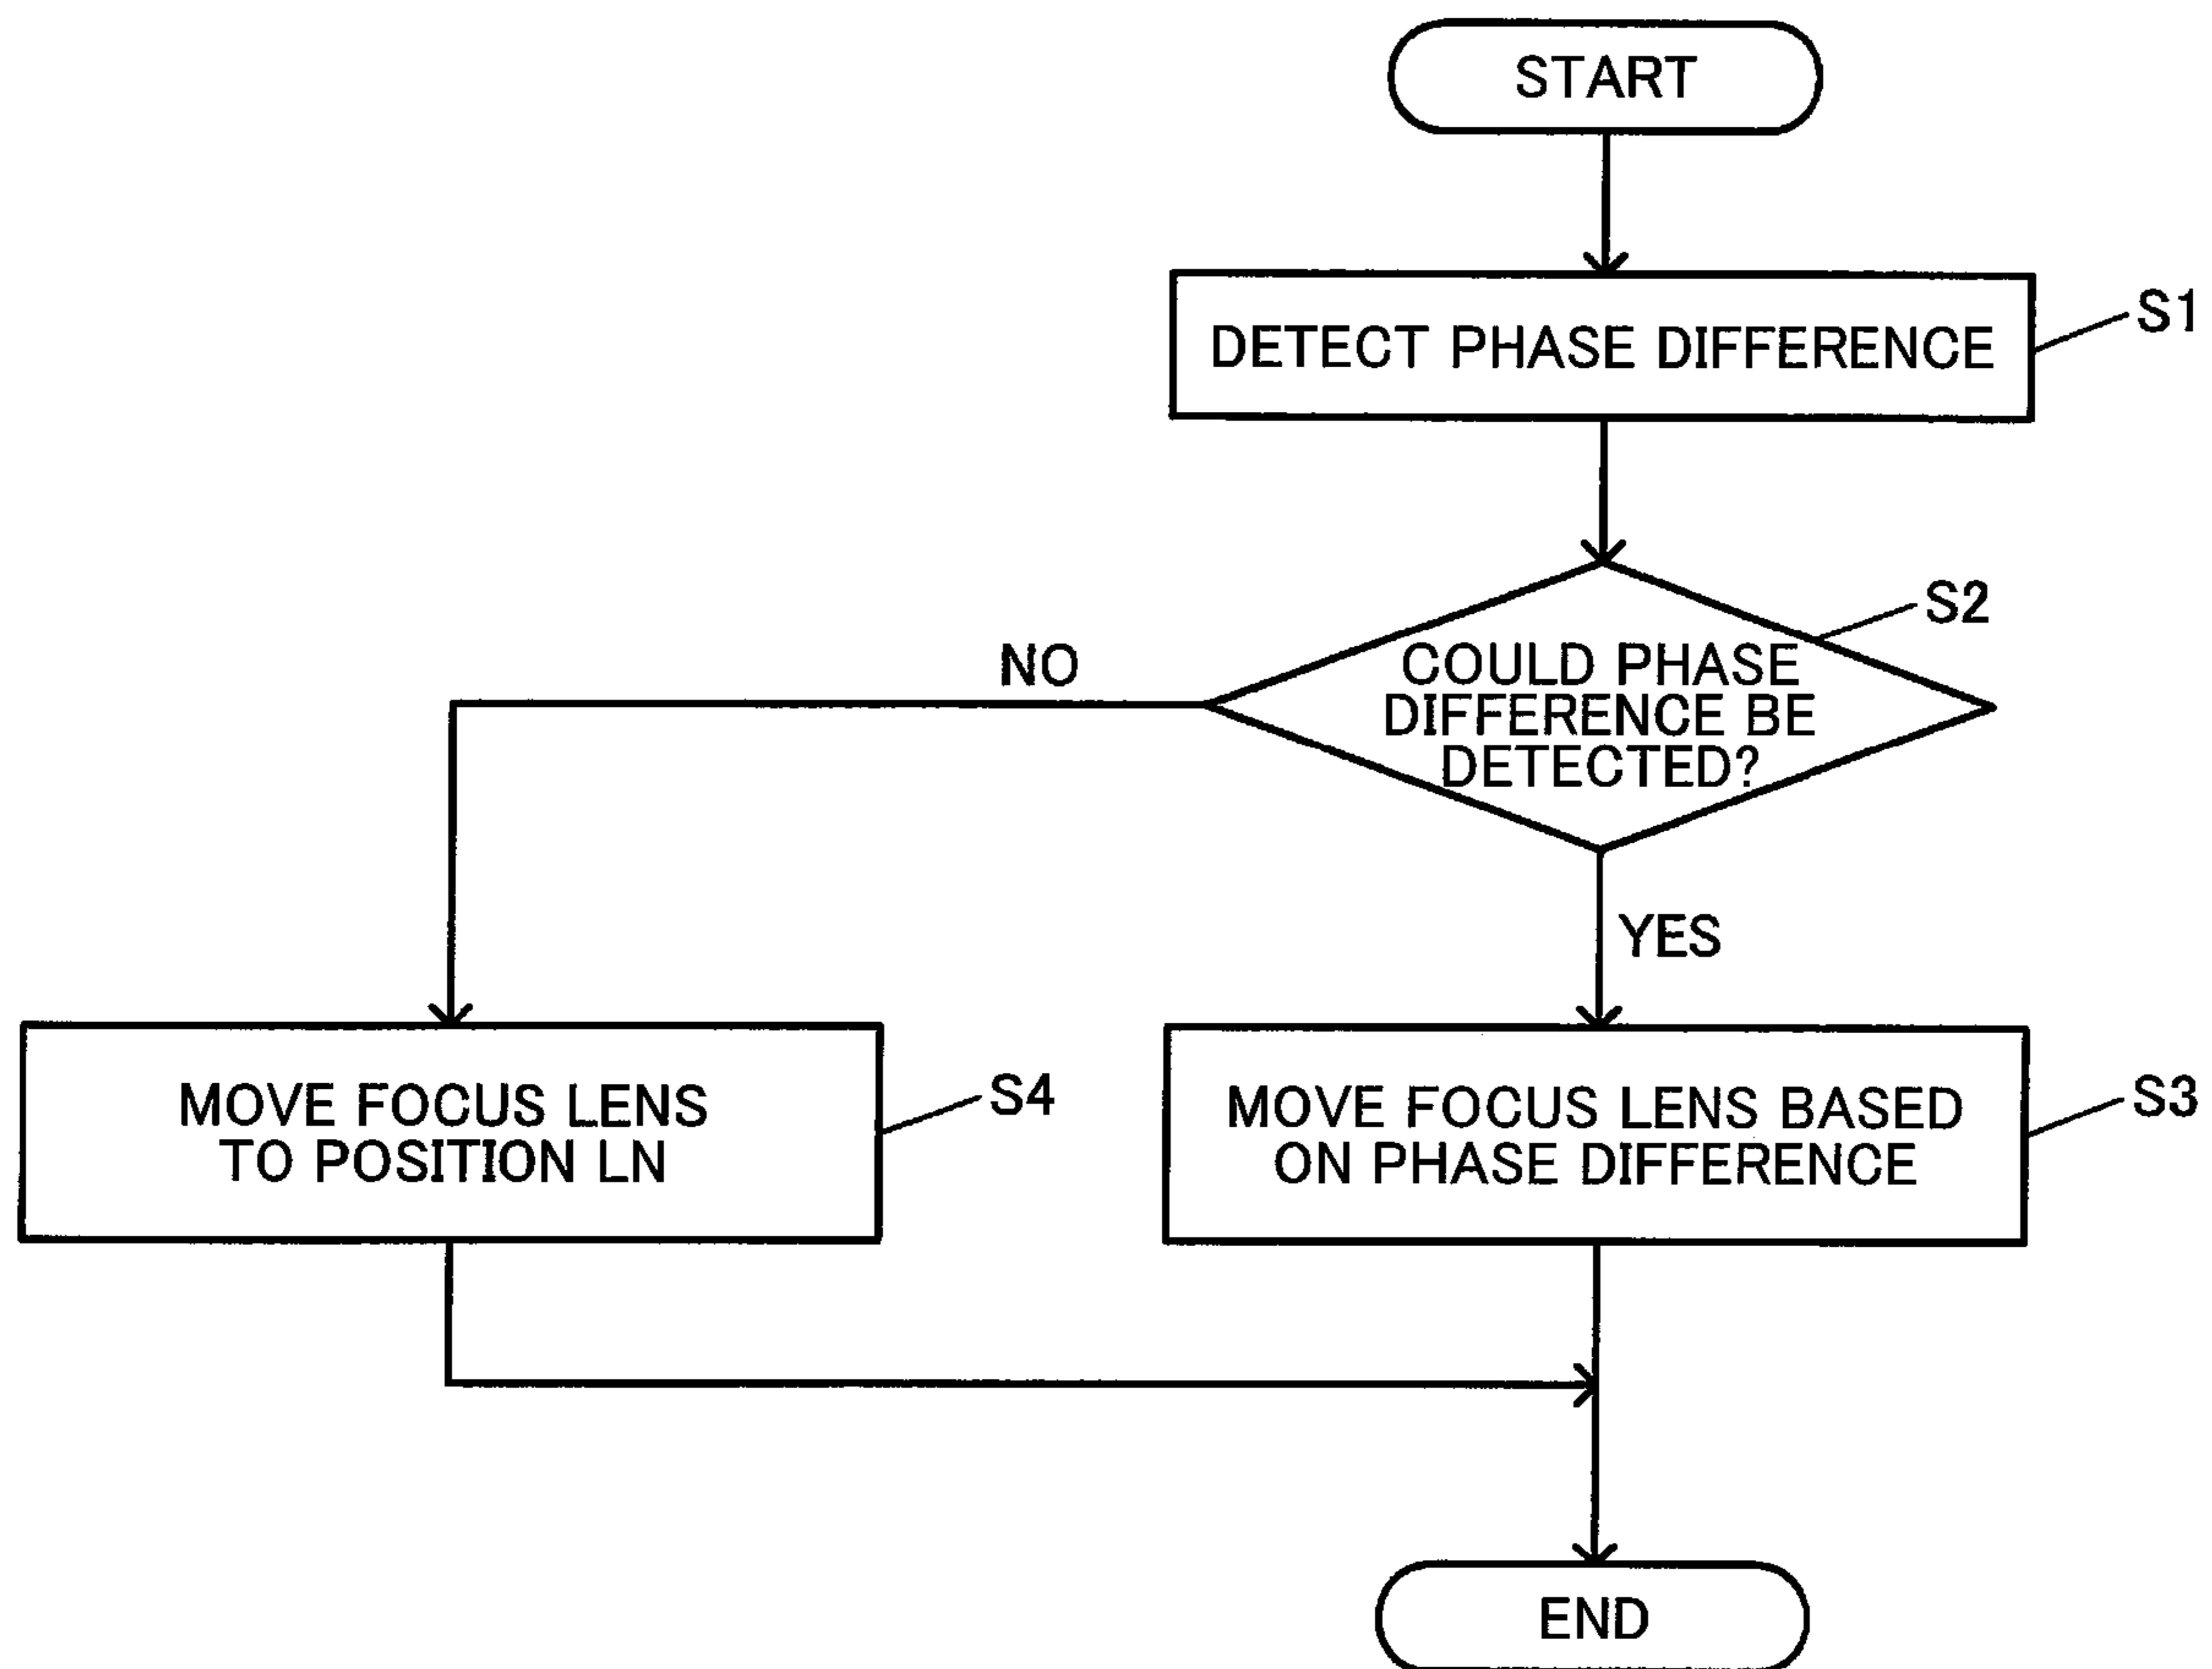 START
DETECT PHASE DIFFERENCE
S1
S2
COULD PHASE
DIFFERENCE BE
DETECTED?
NO
YES
MOVE FOCUS LENS
TO POSITION LN
S4
MOVE FOCUS LENS BASED
ON PHASE DIFFERENCE
S3
END